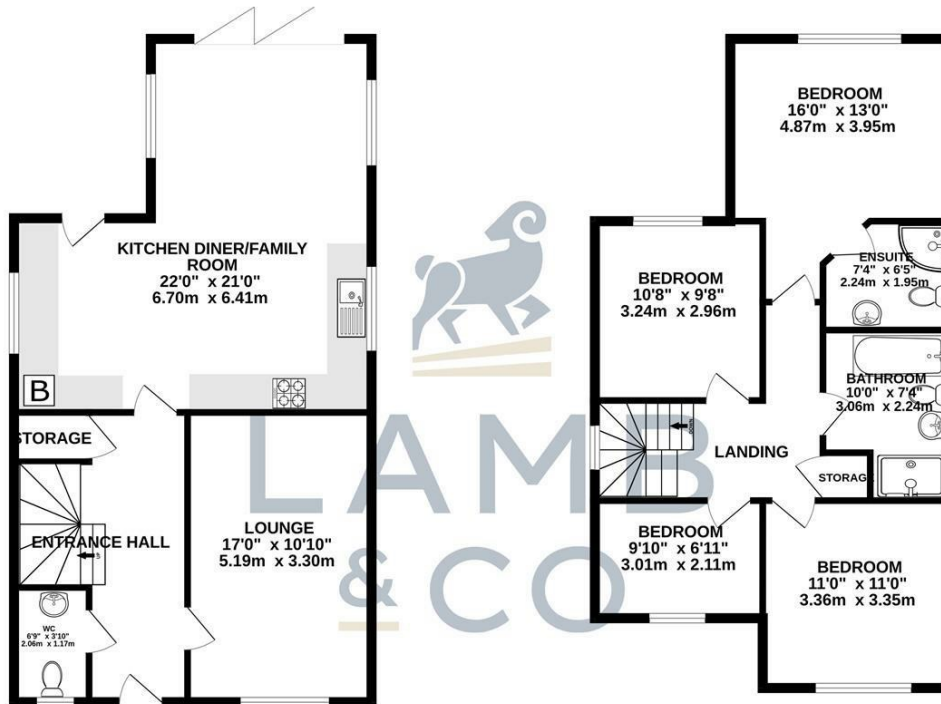 KITCHEN DINER/FAMILY
ROOM
22'0" x 21'0"
6.70m x 6.41m
B
STORAGE
ENTRANCE HALL
UP
WC
6'9" x 3'10"
2.06m x 1.17m
LOUNGE
17'0" x 10'10"
5.19m x 3.30m
BEDROOM
16'0" x 13'0"
4.87m x 3.95m
BEDROOM
10'8" x 9'8"
3.24m x 2.96m
ENSUITE
7'4" x 6'5"
2.24m x 1.95m
BATHROOM
10'0" x 7'4"
3.06m x 2.24m
DOWN
LANDING
STORAGE
BEDROOM
9'10" x 6'11"
3.01m x 2.11m
BEDROOM
11'0" x 11'0"
3.36m x 3.35m
LAMB
& CO